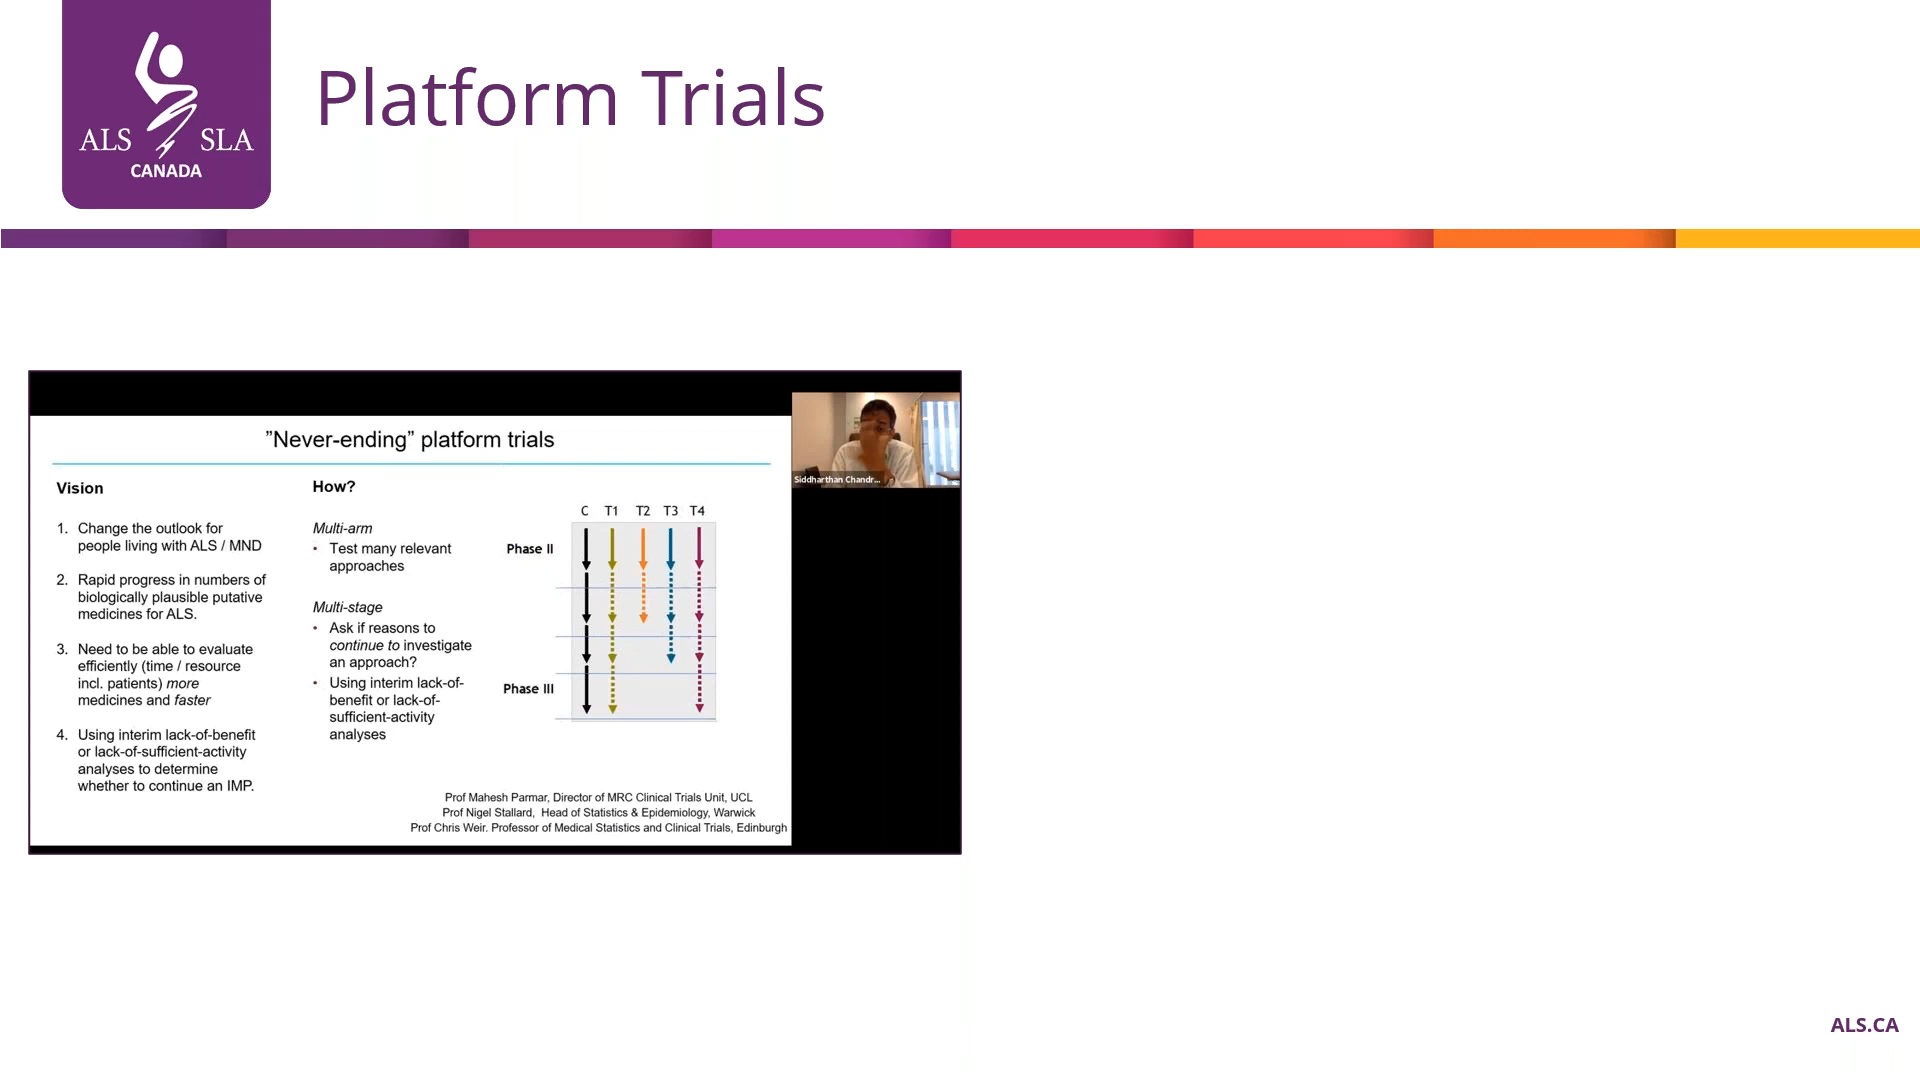 ALS SLA
CANADA
Platform Trials
"Never-ending" platform trials
Vision
1. Change the outlook for
people living with ALS / MND
2. Rapid progress in numbers of
biologically plausible putative
medicines for ALS.
3. Need to be able to evaluate
efficiently (time / resource
incl. patients) more
medicines and faster
4. Using interim lack-of-benefit
or lack-of-sufficient-activity
analyses to determine
whether to continue an IMP.
How?
Multi-arm
• Test many relevant
approaches
Multi-stage
• Ask if reasons to
continue to investigate
an approach?
• Using interim lack-of-
benefit or lack-of-
sufficient-activity
analyses
C T1 T2 T3 T4
Phase II
Phase III
Prof Mahesh Parmar, Director of MRC Clinical Trials Unit, UCL
Prof Nigel Stallard, Head of Statistics & Epidemiology, Warwick
Prof Chris Weir. Professor of Medical Statistics and Clinical Trials, Edinburgh
Siddharthan Chandr...
ALS.CA